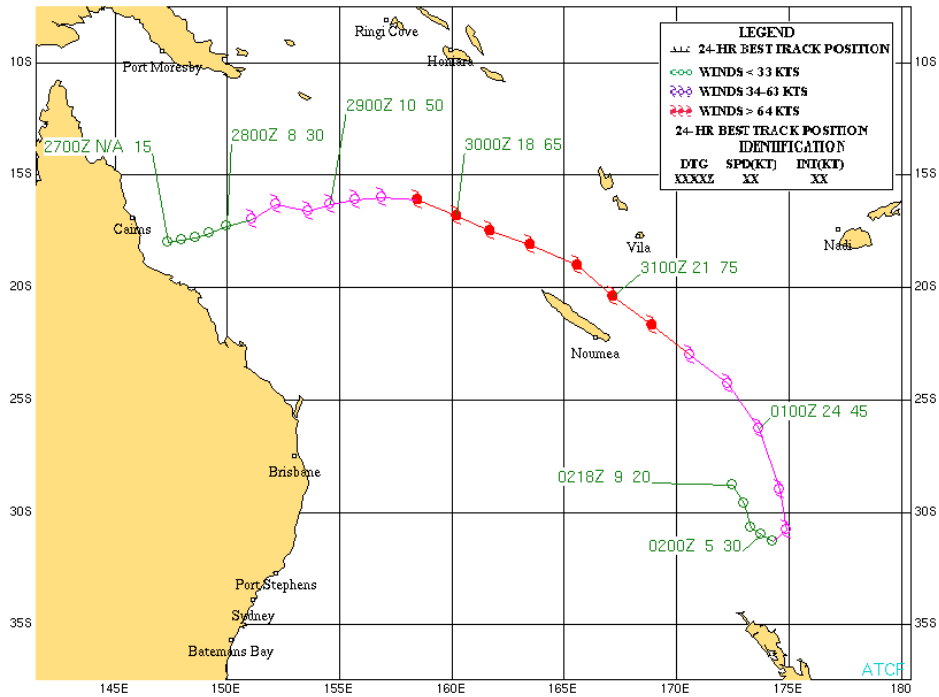 Ringi Cove
LEGEND
24-HR BEST TRACK POSITION
10S
Port Moresby
Honiara
10S
WINDS < 33 KTS
WINDS 34-63 KTS
2900Z 10 50
WINDS > 64 KTS
2800Z 8 30
24-HR BEST TRACK POSITION
IDENTIFICATION
2700Z N/A 15
3000Z 18 65
DTG SPD(KT) INT(KT)
XXXXZ XX XX
15S
15S
Cairns
Vila
Nadi
3100Z 21 75
20S
20S
Noumea
25S
25S
0100Z 24 45
Brisbane
0218Z 9 20
30S
30S
0200Z 5 30
Port Stephens
Sydney
35S
35S
Batemans Bay
ATCF
145E 150E 155E 160E 165E 170E 175E 180